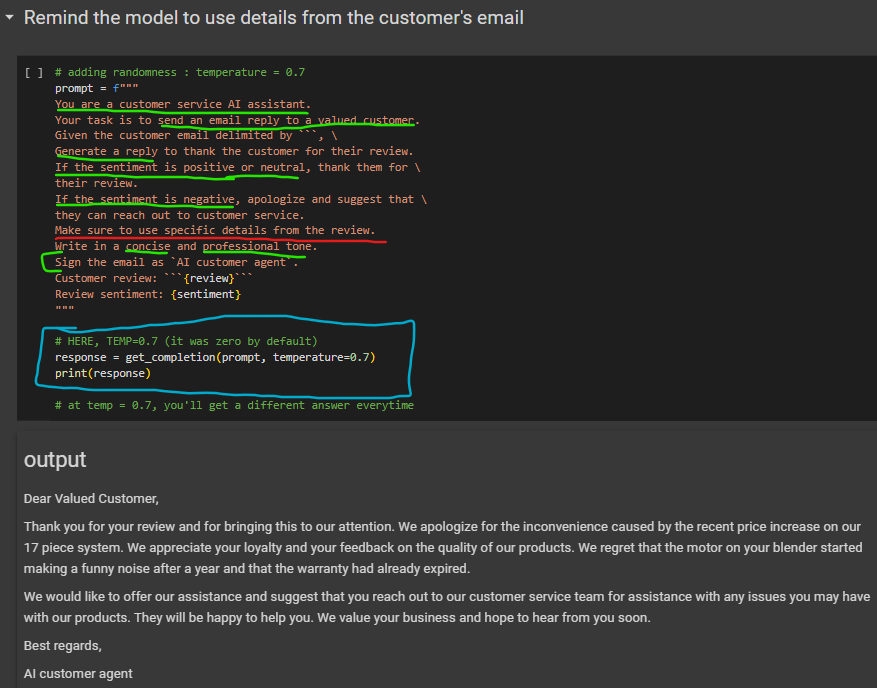 Remind the model to use details from the customer's email
[ ] # adding randomness : temperature = 0.7
prompt = f"""
You are a customer service AI assistant.
Your task is to send an email reply to a valued customer.
Given the customer email delimited by ```, \
Generate a reply to thank the customer for their review.
If the sentiment is positive or neutral, thank them for \
their review.
If the sentiment is negative, apologize and suggest that \
they can reach out to customer service.
Make sure to use specific details from the review.
Write in a concise and professional tone.
Sign the email as `AI customer agent`.
Customer review: ```{review}```
Review sentiment: {sentiment}
"""
# HERE, TEMP=0.7 (it was zero by default)
response = get_completion(prompt, temperature=0.7)
print(response)
# at temp = 0.7, you'll get a different answer everytime
output
Dear Valued Customer,
Thank you for your review and for bringing this to our attention. We apologize for the inconvenience caused by the recent price increase on our
17 piece system. We appreciate your loyalty and your feedback on the quality of our products. We regret that the motor on your blender started
making a funny noise after a year and that the warranty had already expired.
We would like to offer our assistance and suggest that you reach out to our customer service team for assistance with any issues you may have
with our products. They will be happy to help you. We value your business and hope to hear from you soon.
Best regards,
AI customer agent